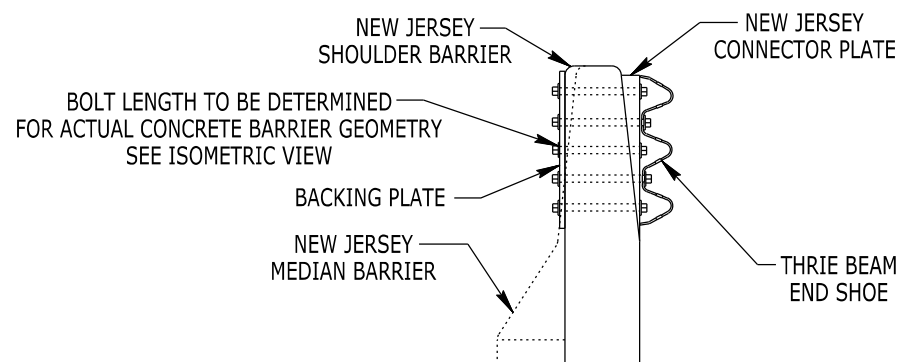 NEW JERSEY
SHOULDER BARRIER
NEW JERSEY
CONNECTOR PLATE
BOLT LENGTH TO BE DETERMINED
FOR ACTUAL CONCRETE BARRIER GEOMETRY
SEE ISOMETRIC VIEW
BACKING PLATE
NEW JERSEY
MEDIAN BARRIER
THRIE BEAM
END SHOE